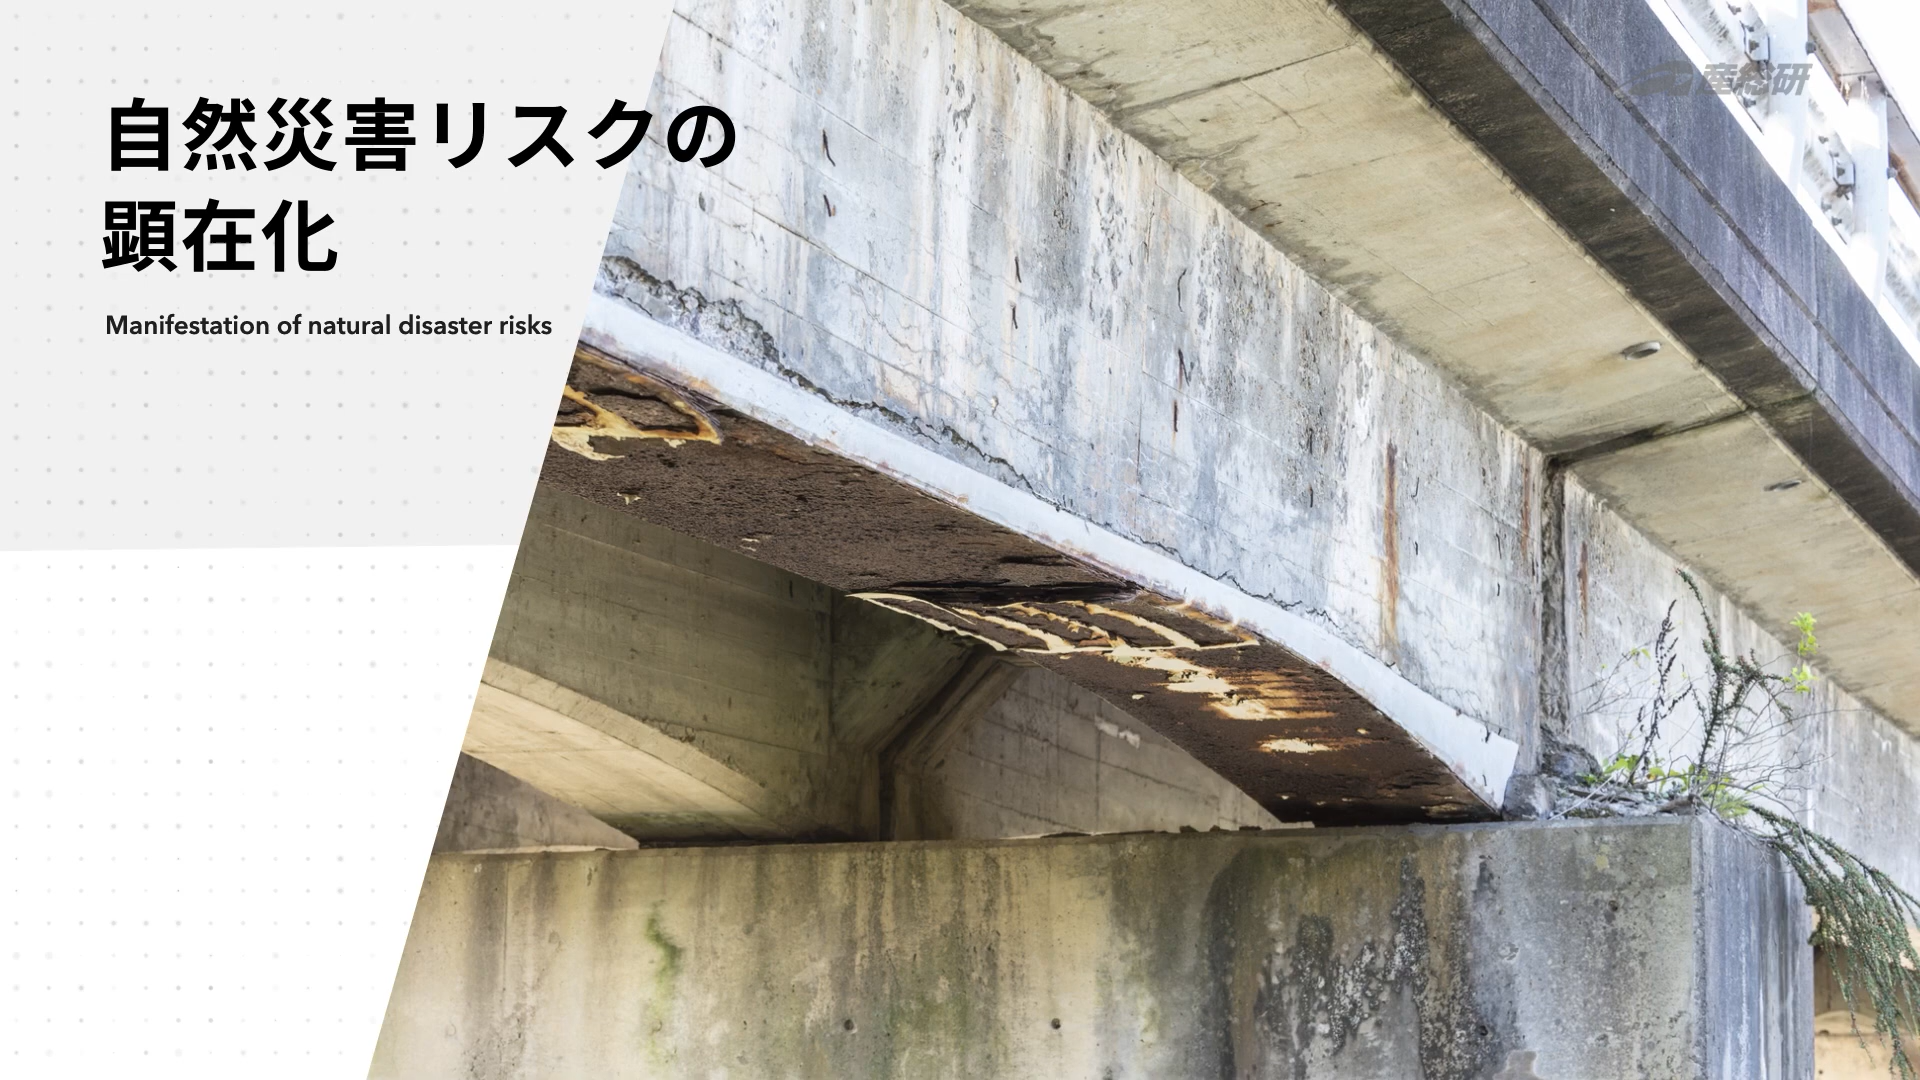 自然災害リスクの
顕在化
Manifestation of natural disaster risks
産総研